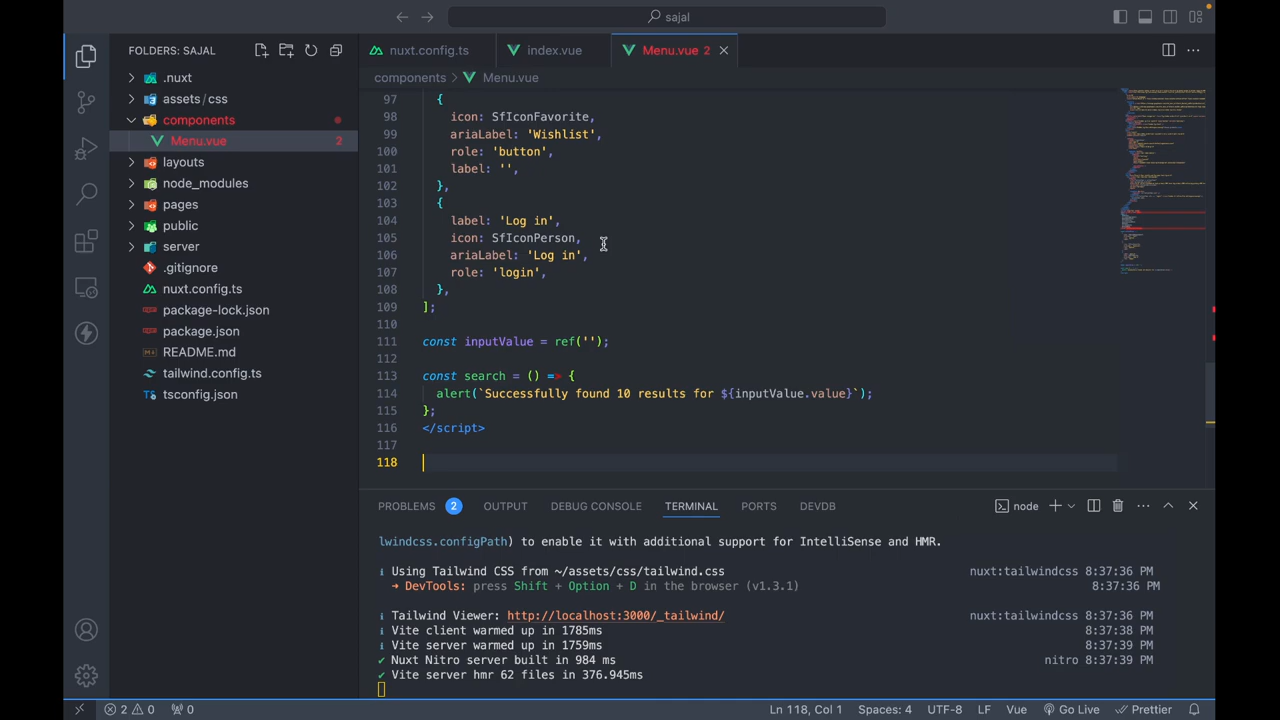 sajal
FOLDERS: SAJAL
.nuxt
assets / css
components
Menu.vue 2
layouts
node_modules
pages
public
server
.gitignore
nuxt.config.ts
package-lock.json
package.json
README.md
tailwind.config.ts
tsconfig.json
nuxt.config.ts
index.vue
Menu.vue 2
components > Menu.vue
97 {
98 icon: SfIconFavorite,
99 ariaLabel: 'Wishlist',
100 role: 'button',
101 label: '',
102 },
103 {
104 label: 'Log in',
105 icon: SfIconPerson,
106 ariaLabel: 'Log in',
107 role: 'login',
108 },
109 ];
110
111 const inputValue = ref('');
112
113 const search = () => {
114 alert(`Successfully found 10 results for ${inputValue.value}`);
115 };
116 </script>
117
118
PROBLEMS 2 OUTPUT DEBUG CONSOLE TERMINAL PORTS DEVDB node
lwindcss.configPath) to enable it with additional support for IntelliSense and HMR.
ℹ Using Tailwind CSS from ~/assets/css/tailwind.css nuxt:tailwindcss 8:37:36 PM
➜ DevTools: press Shift + Option + D in the browser (v1.3.1) 8:37:36 PM
ℹ Tailwind Viewer: http://localhost:3000/_tailwind/ nuxt:tailwindcss 8:37:36 PM
ℹ Vite client warmed up in 1785ms 8:37:38 PM
ℹ Vite server warmed up in 1759ms 8:37:39 PM
✔ Nuxt Nitro server built in 984 ms nitro 8:37:39 PM
✔ Vite server hmr 62 files in 376.945ms
2 0 0 Ln 118, Col 1 Spaces: 4 UTF-8 LF Vue Go Live Prettier